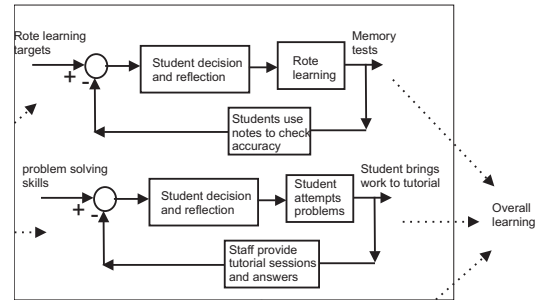 Rote learning
targets
+
-
Student decision
and reflection
Rote
learning
Memory
tests
Students use
notes to check
accuracy
problem solving
skills
+
-
Student decision
and reflection
Student
attempts
problems
Student brings
work to tutorial
Staff provide
tutorial sessions
and answers
Overall
learning